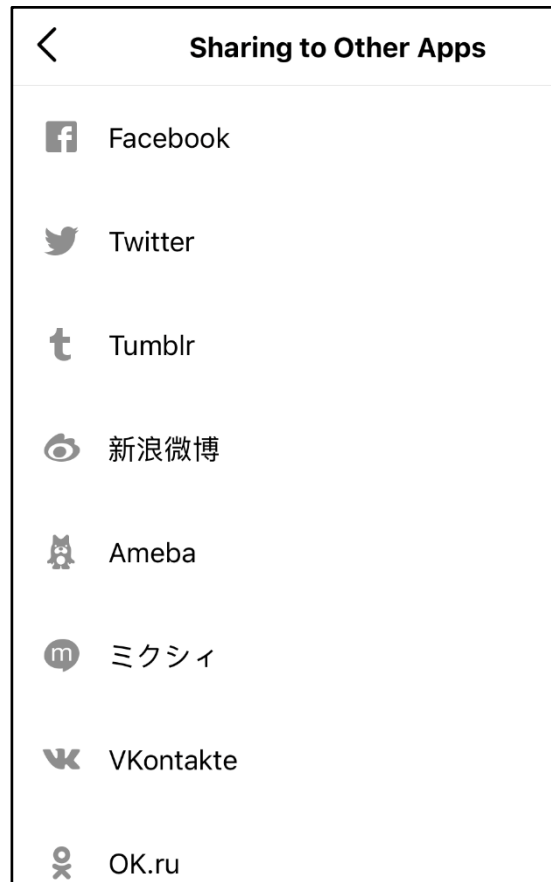 Sharing to Other Apps
Facebook
Twitter
Tumblr
新浪微博
Ameba
ミクシィ
VKontakte
OK.ru